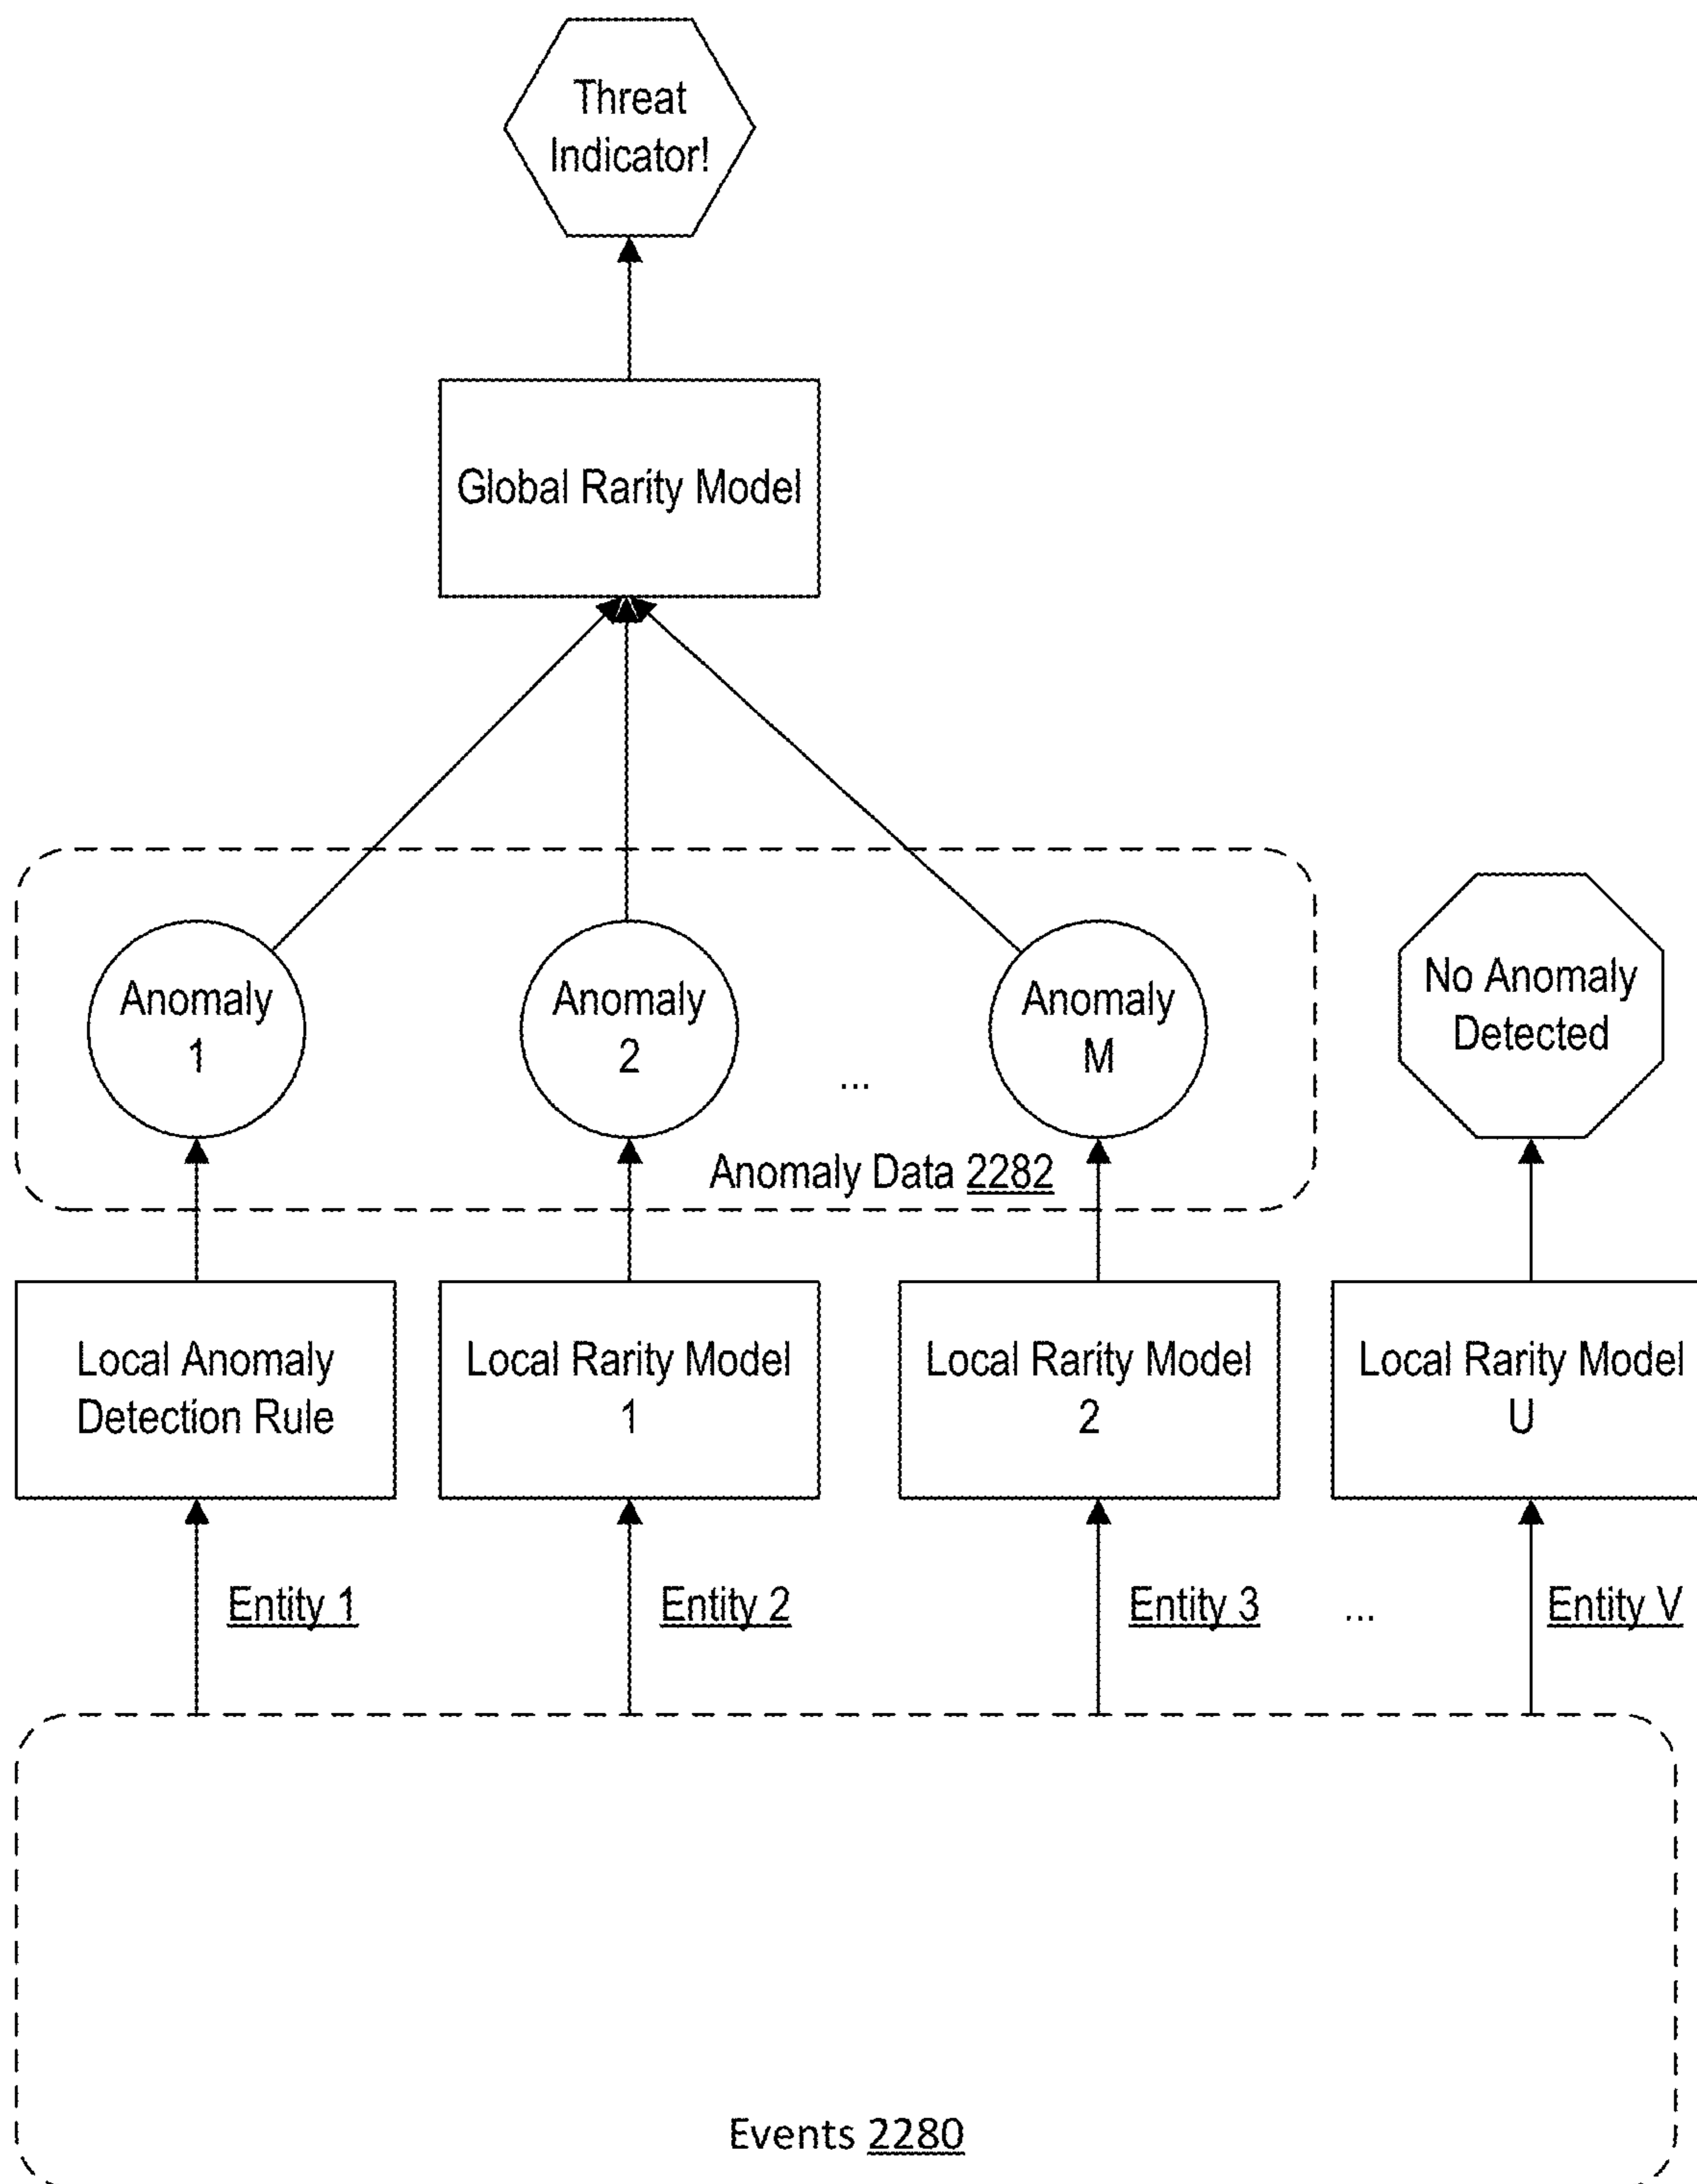 Threat
Indicator!
Global Rarity Model
Anomaly
1
Anomaly
2
...
Anomaly
M
No Anomaly
Detected
Anomaly Data 2282
Local Anomaly
Detection Rule
Local Rarity Model
1
Local Rarity Model
2
Local Rarity Model
U
Entity 1
Entity 2
Entity 3
...
Entity V
Events 2280